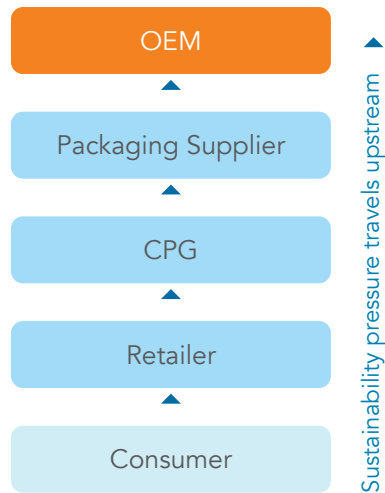 OEM
Packaging Supplier
CPG
Retailer
Consumer
Sustainability pressure travels upstream